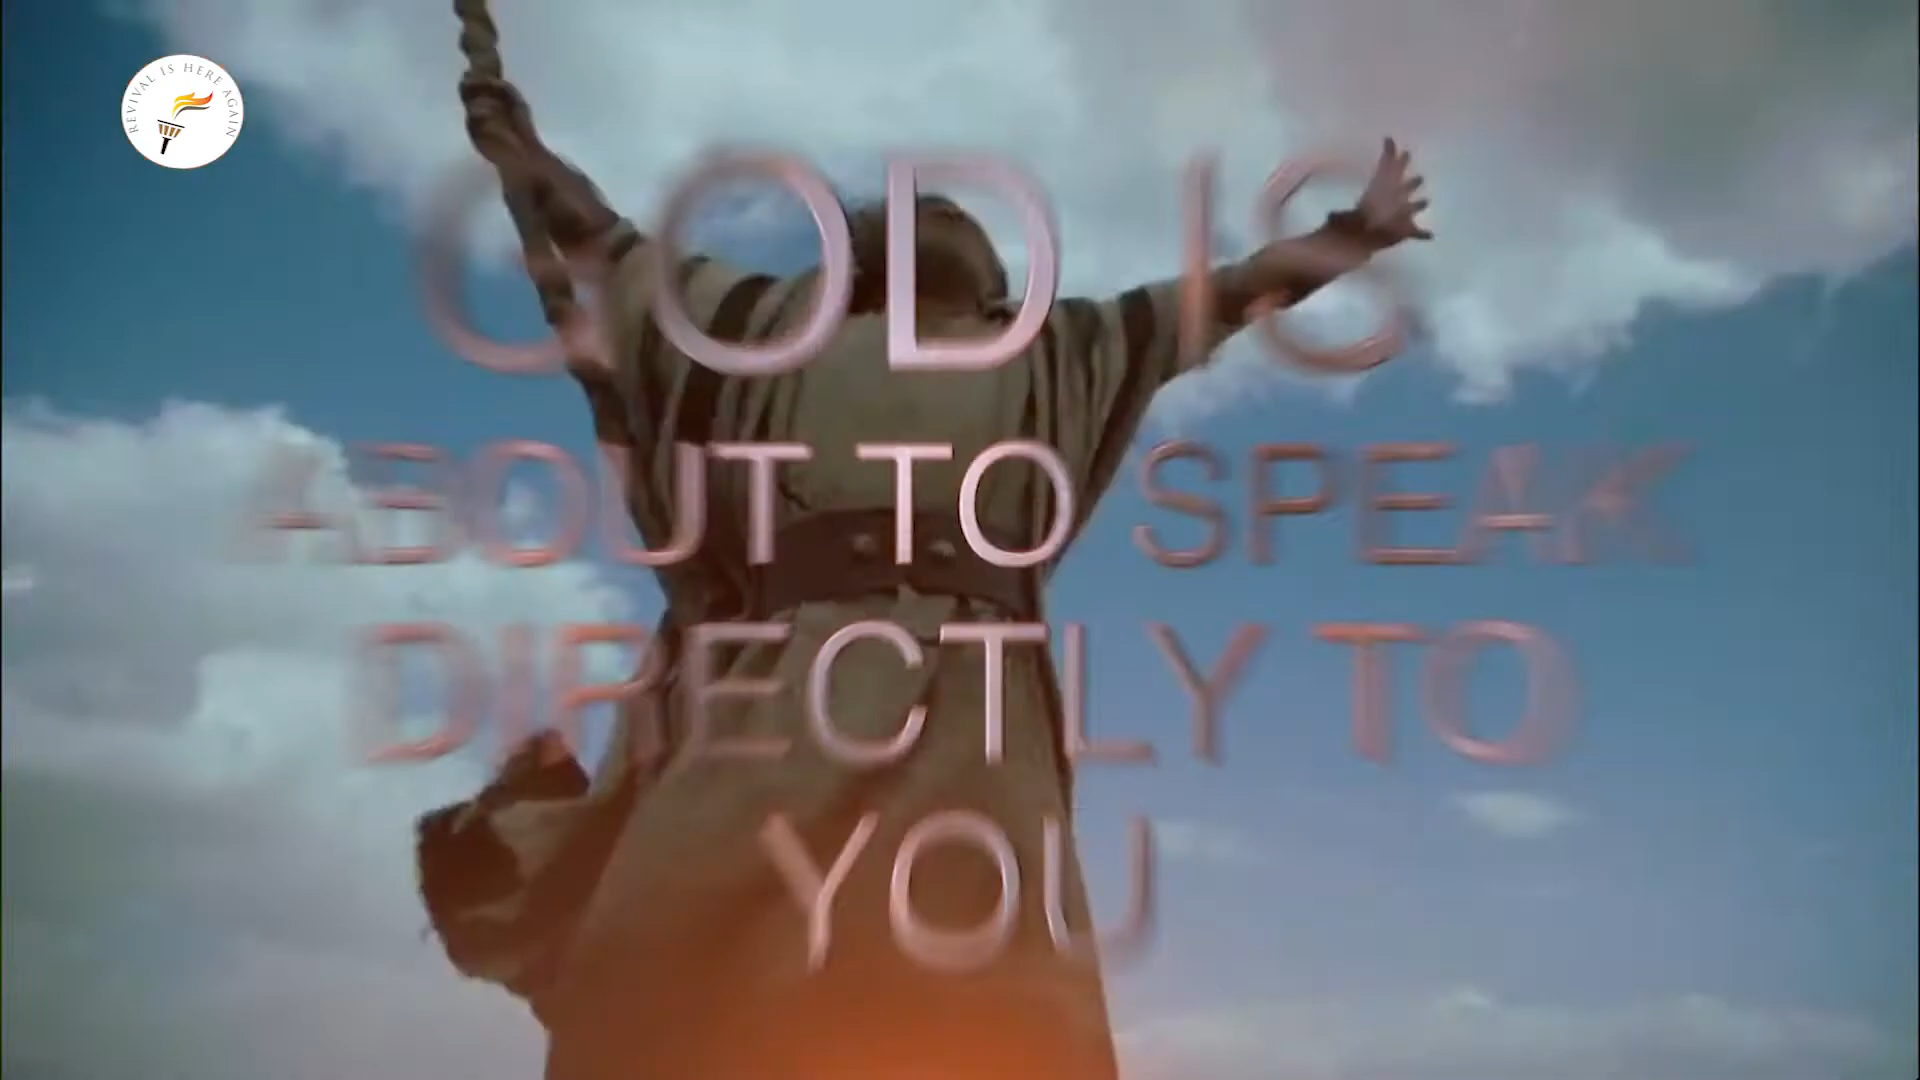 REVIVAL IS HERE AGAIN
GOD IS
ABOUT TO SPEAK
DIRECTLY TO
YOU